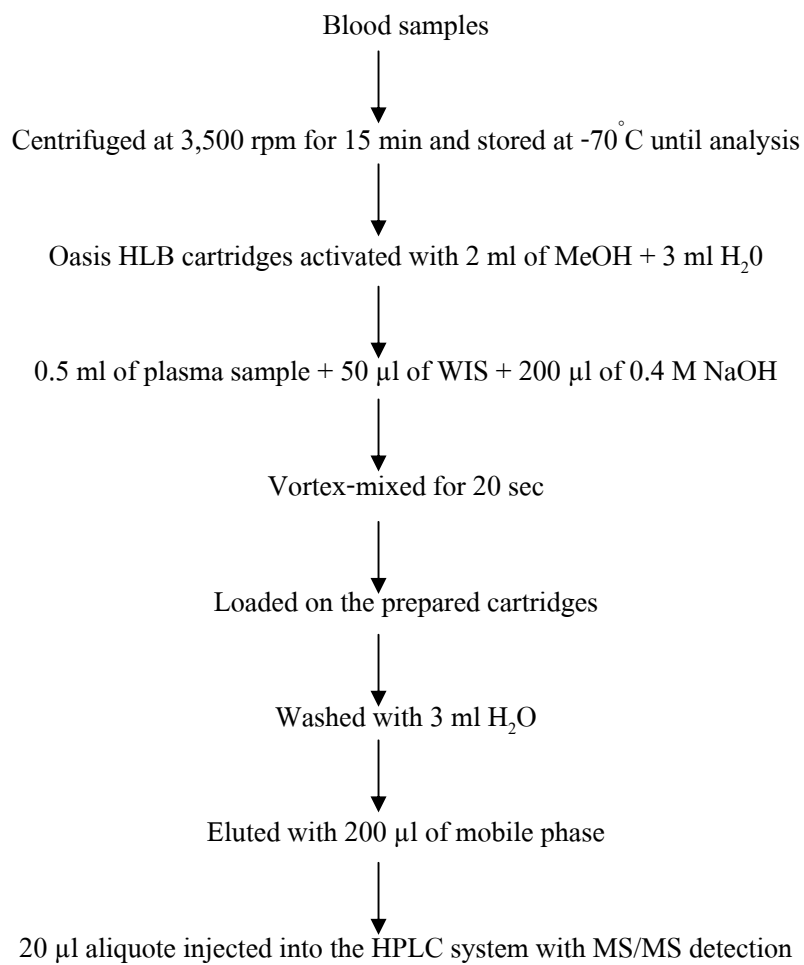 Blood samples
Centrifuged at 3,500 rpm for 15 min and stored at -70°C until analysis
Oasis HLB cartridges activated with 2 ml of MeOH + 3 ml H₂0
0.5 ml of plasma sample + 50 µl of WIS + 200 µl of 0.4 M NaOH
Vortex-mixed for 20 sec
Loaded on the prepared cartridges
Washed with 3 ml H₂O
Eluted with 200 µl of mobile phase
20 µl aliquote injected into the HPLC system with MS/MS detection